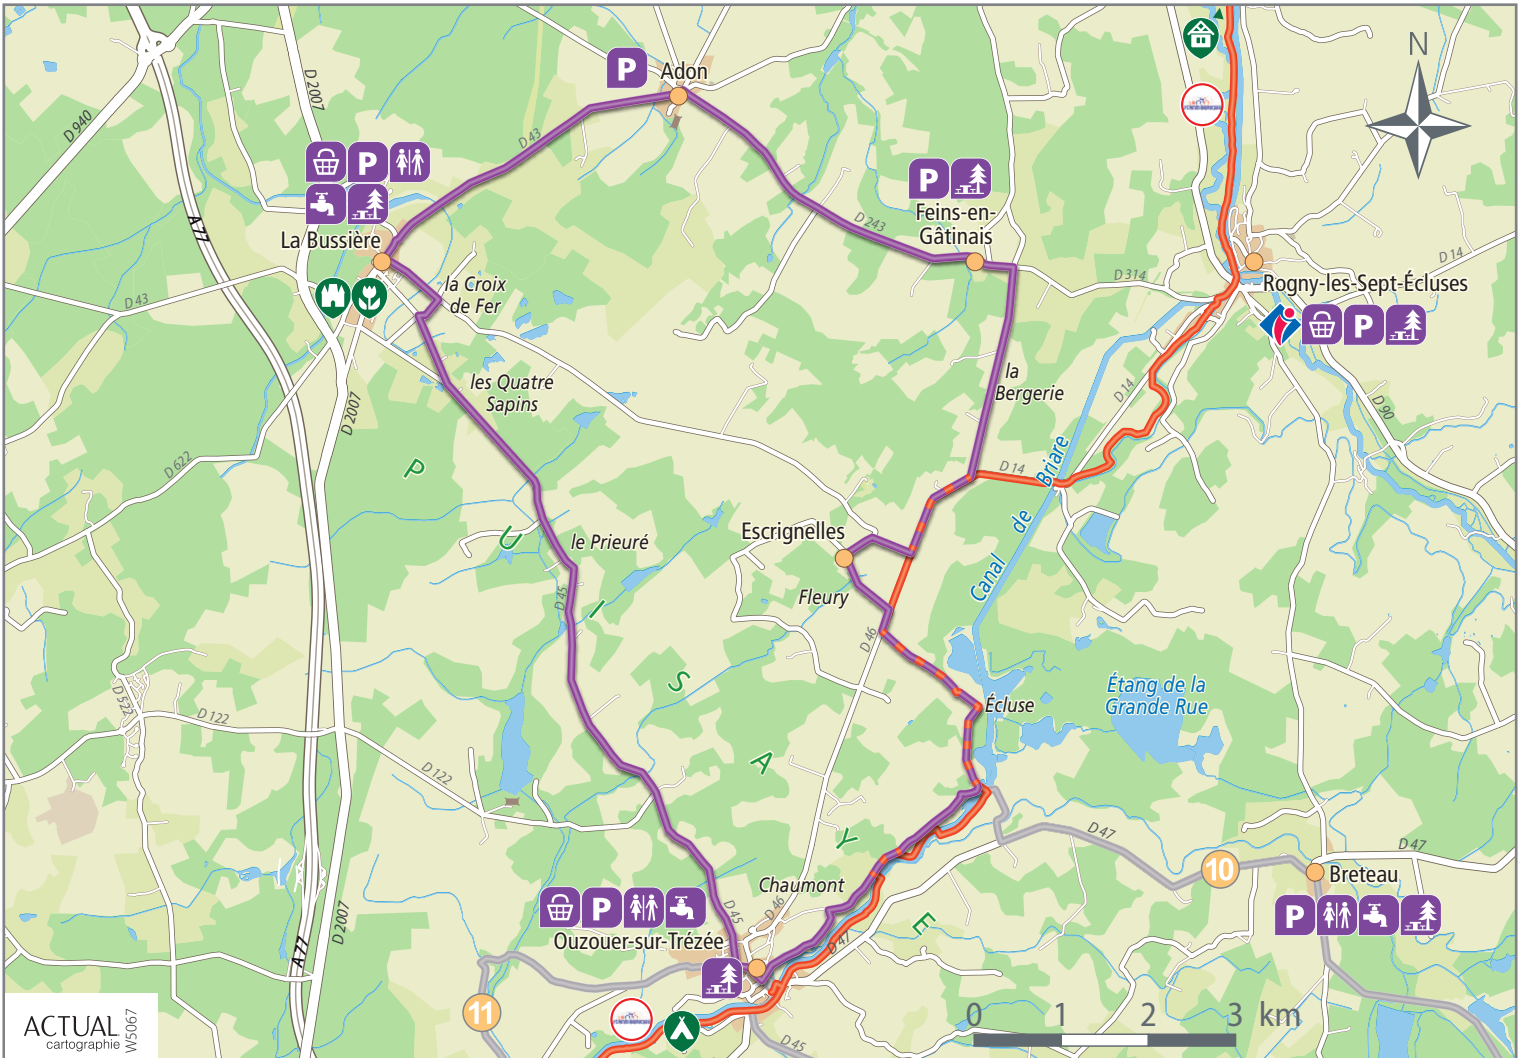 N
Adon
P
D 2007
D 940
D 43
P
P
A 77
Feins-en-
Gâtinais
D 243
La Bussière
la Croix
de Fer
D 43
D 314
D 14
Rogny-les-Sept-Écluses
P
les Quatre
Sapins
la
Bergerie
D 14
D 90
D 2007
D 622
D 14
Canal de Briare
PUISAYE
Escrignelles
le Prieuré
Fleury
D 45
D 46
Écluse
Étang de la
Grande Rue
D 522
D 122
D 122
D 47
D 47
10
Breteau
P
Chaumont
P
D 45
D 46
Ouzouer-sur-Trézée
D 47
D 2007
A 77
11
D 45
0 1 2 3 km
ACTUAL
cartographie
W5067